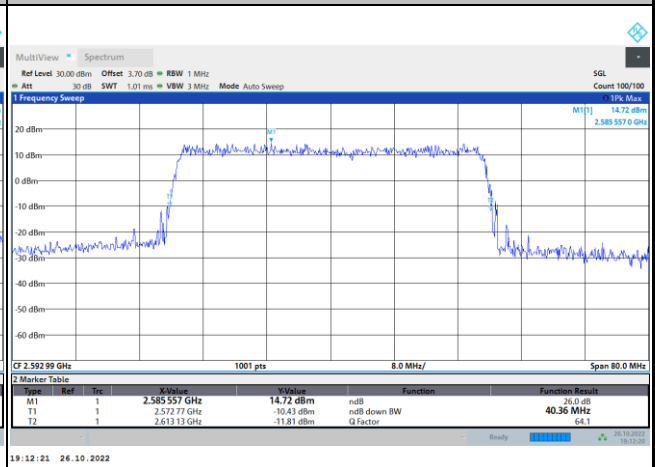 MultiView Spectrum
Ref Level 30.00 dBm Offset 3.70 dB RBW 1 MHz SGL
Att 30 dB SWT 1.01 ms VBW 3 MHz Mode Auto Sweep Count 100/100
1 Frequency Sweep 1Pk Max
M1[1] 14.72 dBm
2.585 557 0 GHz
M1
20 dBm
10 dBm
0 dBm
T1
T2
-10 dBm
-20 dBm
-30 dBm
-40 dBm
-50 dBm
-60 dBm
CF 2.592 99 GHz 1001 pts 8.0 MHz/ Span 80.0 MHz
2 Marker Table
Type Ref Trc X-Value Y-Value Function Function Result
M1 1 2.585 557 GHz 14.72 dBm ndB 26.0 dB
T1 1 2.572 77 GHz -10.43 dBm ndB down BW 40.36 MHz
T2 1 2.613 13 GHz -11.81 dBm Q Factor 64.1
Ready 26.10.2022
19:12:20
19:12:21 26.10.2022